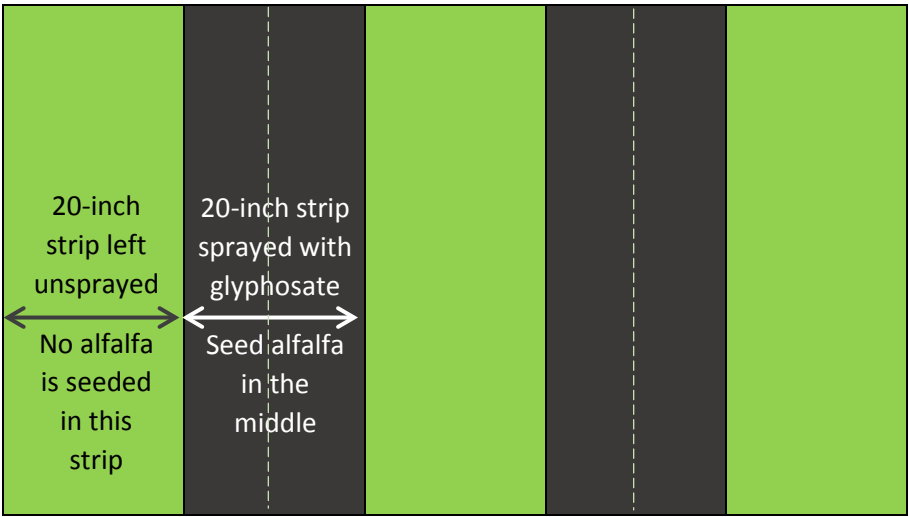 20-inch
strip left
unsprayed
No alfalfa
is seeded
in this
strip
20-inch strip
sprayed with
glyphosate
Seed alfalfa
in the
middle